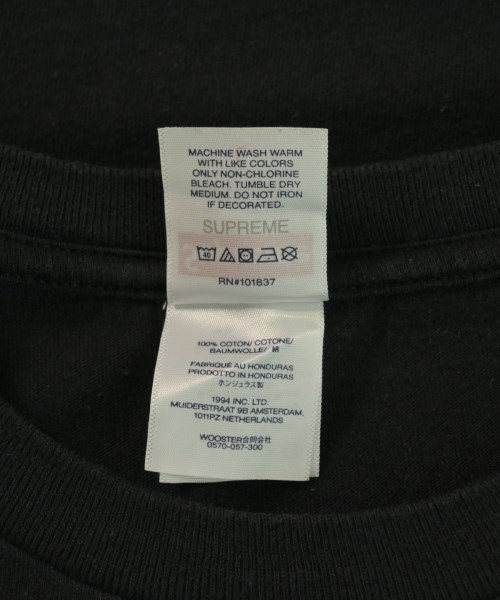 MACHINE WASH WARM
WITH LIKE COLORS
ONLY NON-CHLORINE
BLEACH. TUMBLE DRY
MEDIUM. DO NOT IRON
IF DECORATED.
SUPREME
40
RN#101837
100% COTON/ COTONE/
BAUMWOLLE/ 綿
FABRIQUE AU HONDURAS
PRODOTTO IN HONDURAS
ホンジュラス製
1994 INC. LTD.
MUIDERSTRAAT 9B AMSTERDAM,
1011PZ NETHERLANDS
WOOSTER合同会社
0570-057-300